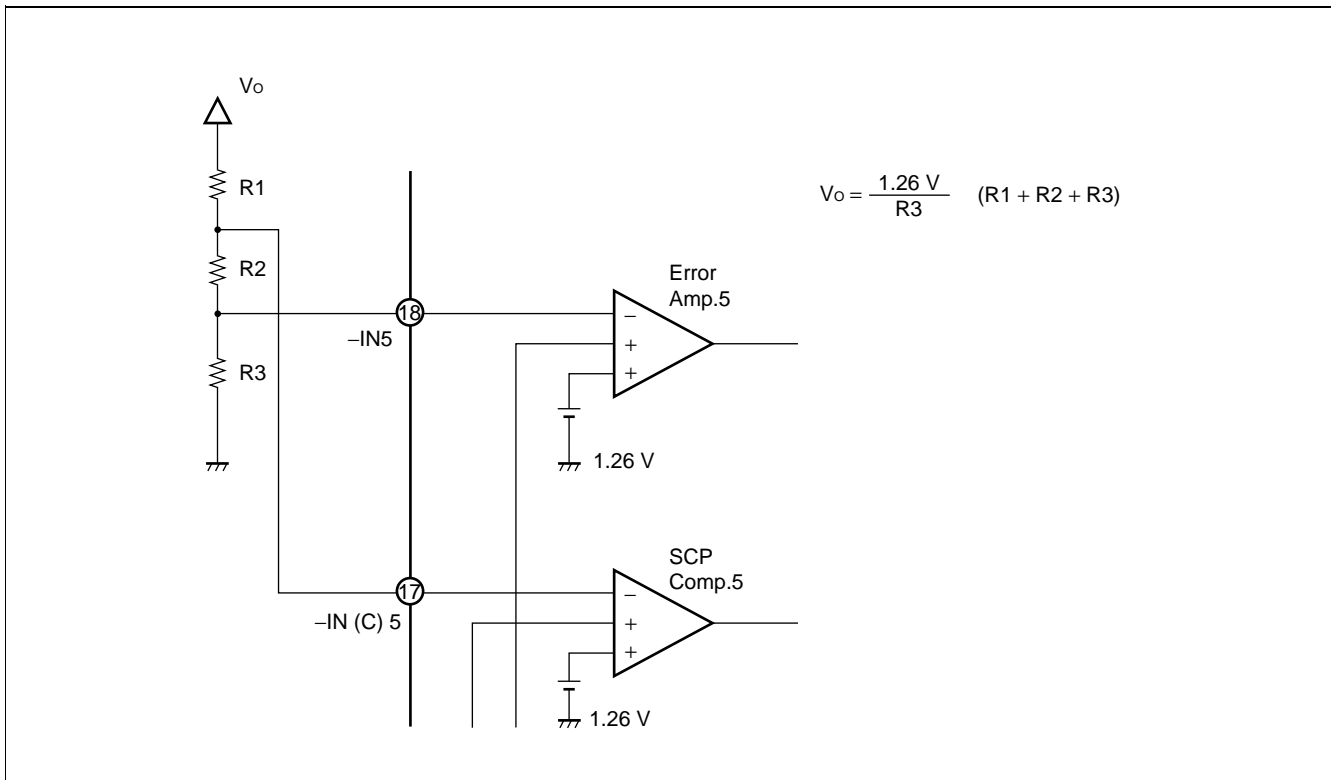 Vo
R1
R2
R3
Vo = 1.26 V / R3 (R1 + R2 + R3)
18
−IN5
Error
Amp.5
−
+
+
1.26 V
17
−IN (C) 5
SCP
Comp.5
−
+
+
1.26 V